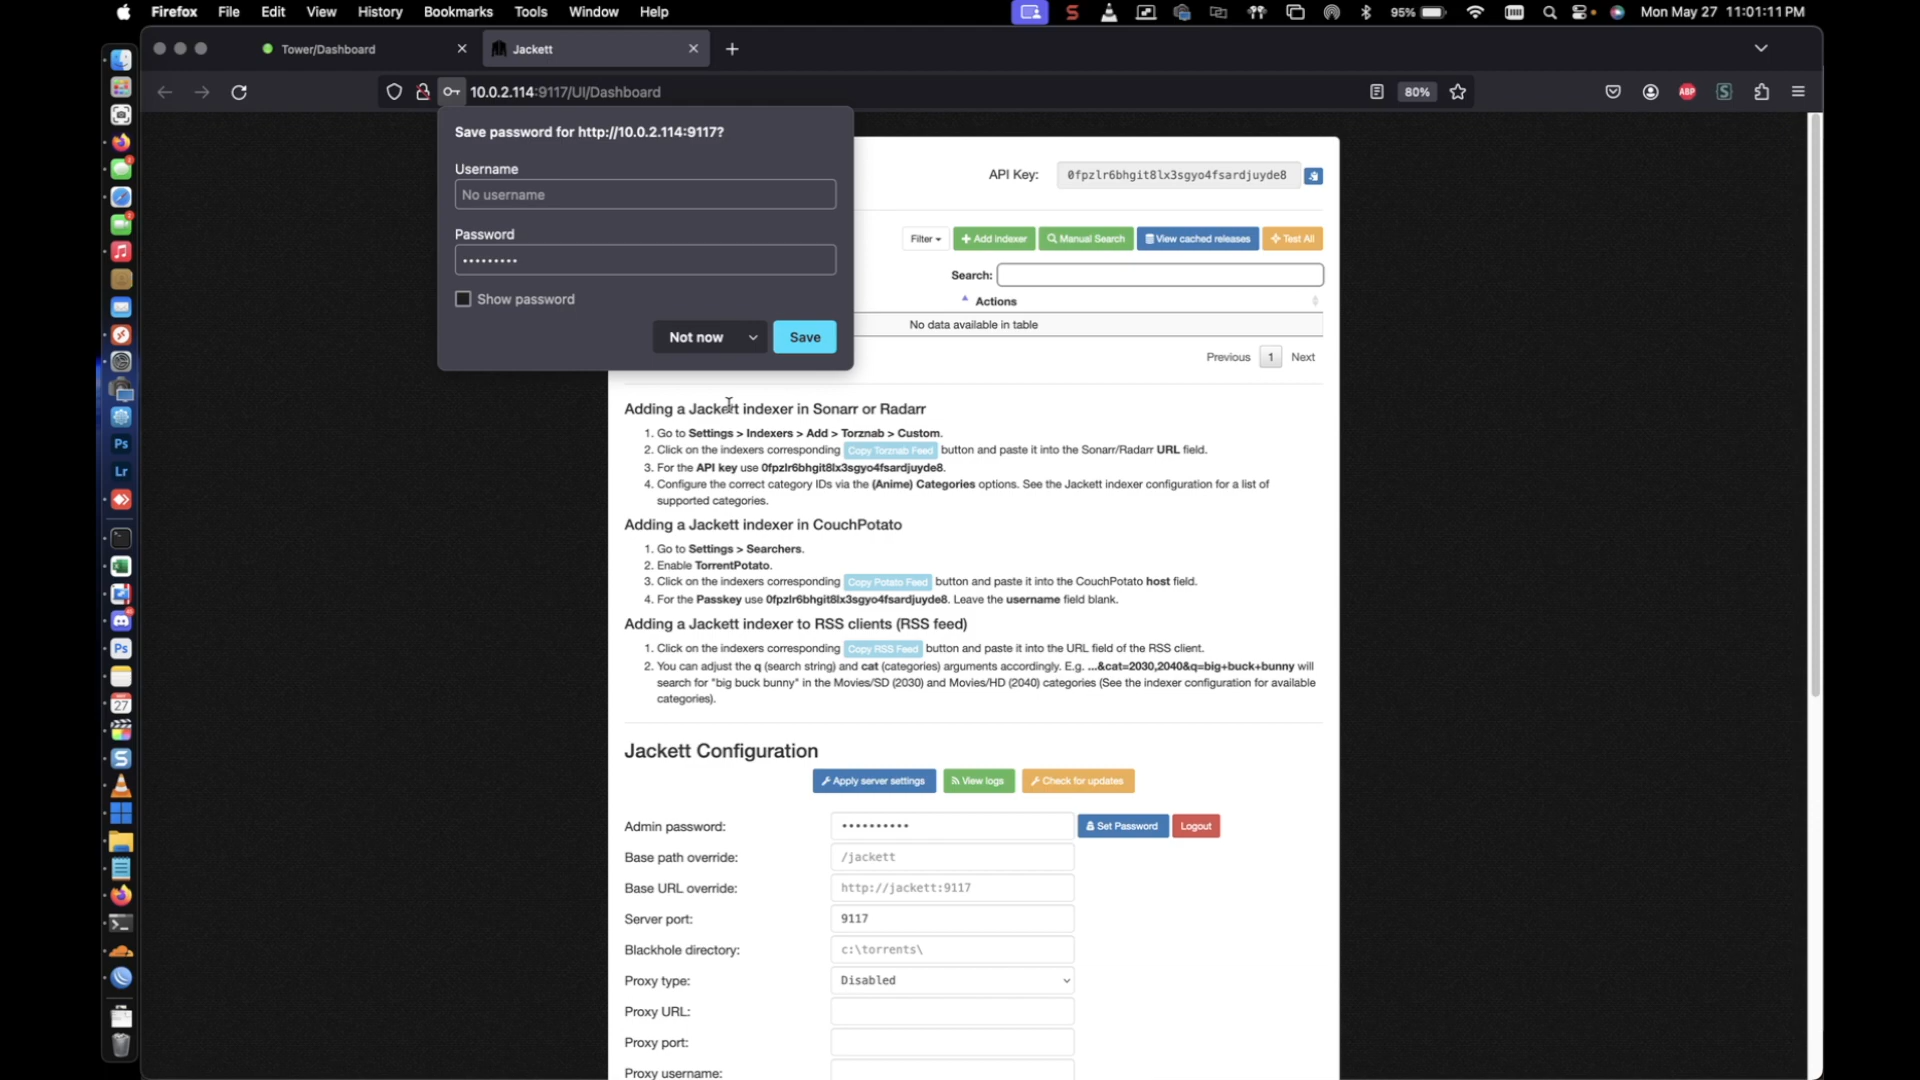 Firefox File Edit View History Bookmarks Tools Window Help 95% Mon May 27 11:01:11 PM
Tower/Dashboard Jackett
10.0.2.114:9117/UI/Dashboard 80% ABP
Save password for http://10.0.2.114:9117?
Username
No username
Password
•••••••••
Show password
Not now Save
API Key: 0fpzlr6bhgit8lx3sgyo4fsardjuyde8
Filter Add indexer Manual Search View cached releases Test All
Search:
Actions
No data available in table
Previous 1 Next
Adding a Jackett indexer in Sonarr or Radarr
1. Go to Settings > Indexers > Add > Torznab > Custom.
2. Click on the indexers corresponding Copy Torznab Feed button and paste it into the Sonarr/Radarr URL field.
3. For the API key use 0fpzlr6bhgit8lx3sgyo4fsardjuyde8.
4. Configure the correct category IDs via the (Anime) Categories options. See the Jackett indexer configuration for a list of
supported categories.
Adding a Jackett indexer in CouchPotato
1. Go to Settings > Searchers.
2. Enable TorrentPotato.
3. Click on the indexers corresponding Copy Potato Feed button and paste it into the CouchPotato host field.
4. For the Passkey use 0fpzlr6bhgit8lx3sgyo4fsardjuyde8. Leave the username field blank.
Adding a Jackett indexer to RSS clients (RSS feed)
1. Click on the indexers corresponding Copy RSS Feed button and paste it into the URL field of the RSS client.
2. You can adjust the q (search string) and cat (categories) arguments accordingly. E.g. ...&cat=2030,2040&q=big+buck+bunny will
search for "big buck bunny" in the Movies/SD (2030) and Movies/HD (2040) categories (See the indexer configuration for available
categories).
Jackett Configuration
Apply server settings View logs Check for updates
Admin password: •••••••••• Set Password Logout
Base path override: /jackett
Base URL override: http://jackett:9117
Server port: 9117
Blackhole directory: c:\torrents\
Proxy type: Disabled
Proxy URL:
Proxy port:
Proxy username:
Ps
Lr
Ps
27